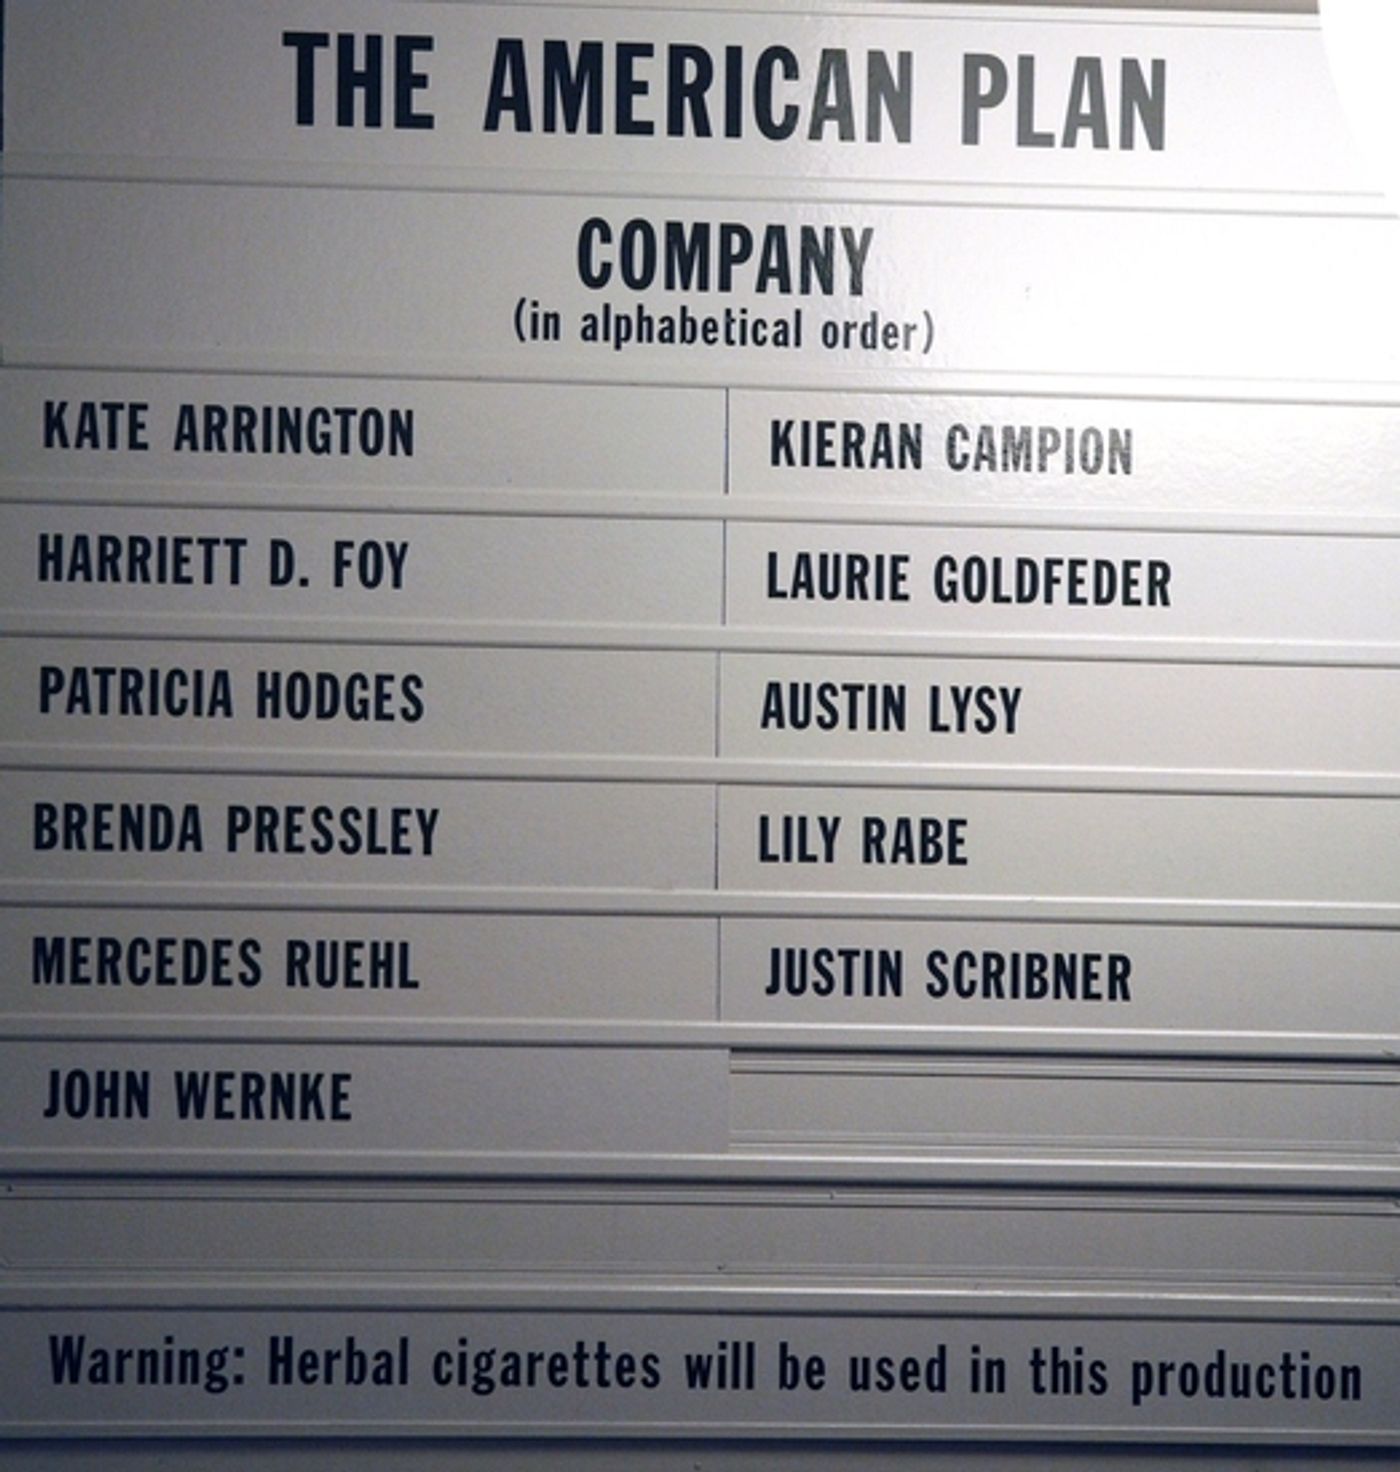 THE AMERICAN PLAN
COMPANY
(in alphabetical order)
KATE ARRINGTON
KIERAN CAMPION
HARRIETT D. FOY
LAURIE GOLDFEDER
PATRICIA HODGES
AUSTIN LYSY
BRENDA PRESSLEY
LILY RABE
MERCEDES RUEHL
JUSTIN SCRIBNER
JOHN WERNKE
Warning: Herbal cigarettes will be used in this production